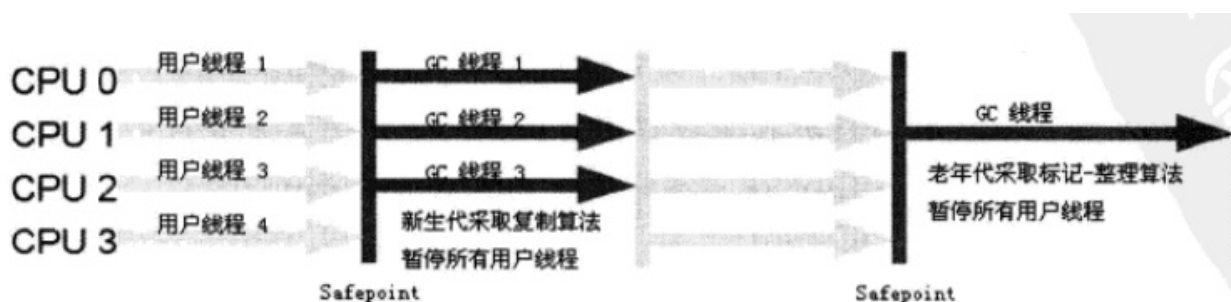 CPU 0
用户线程 1
GC 线程 1
CPU 1
用户线程 2
GC 线程 2
GC 线程
CPU 2
用户线程 3
GC 线程 3
老年代采取标记-整理算法
CPU 3
用户线程 4
新生代采取复制算法
暂停所有用户线程
暂停所有用户线程
Safepoint
Safepoint